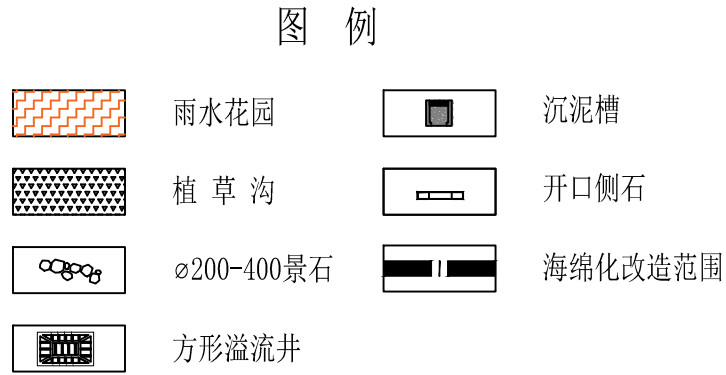 图 例
雨水花园
沉泥槽
植草沟
开口侧石
⌀200-400景石
海绵化改造范围
方形溢流井